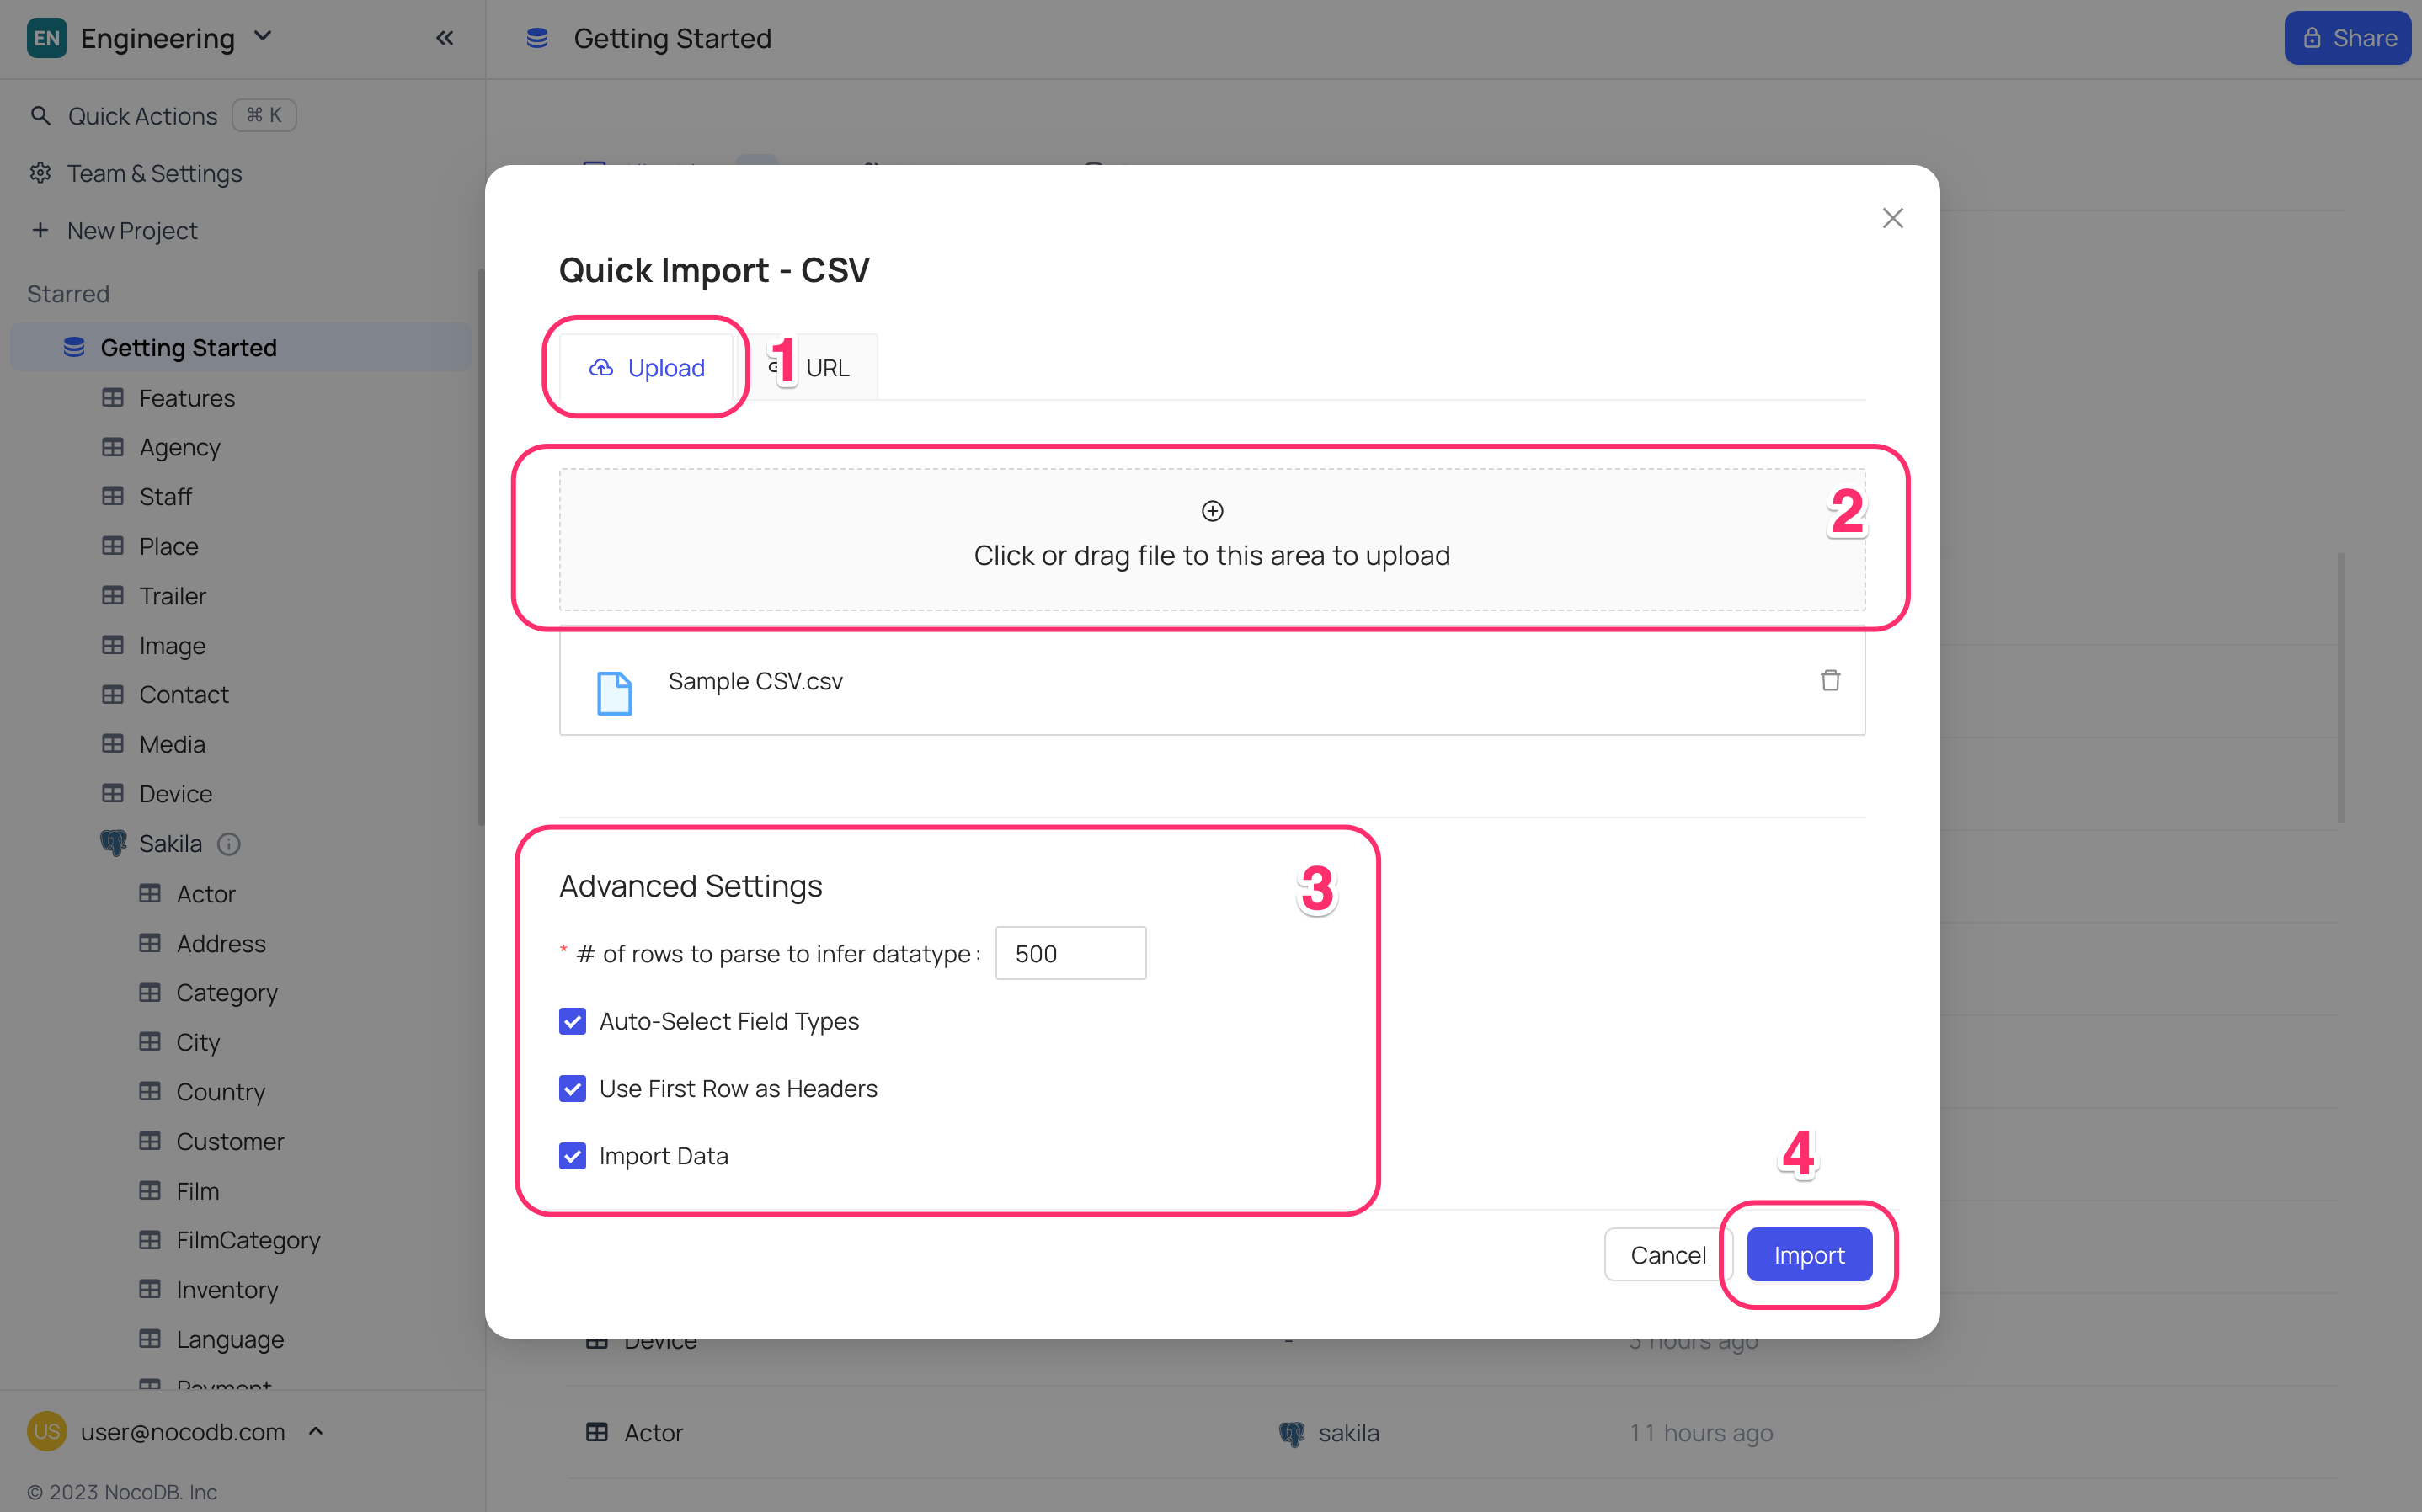 EN Engineering
Getting Started
Share
Quick Actions ⌘ K
Team & Settings
New Project
Starred
Getting Started
Features
Agency
Staff
Place
Trailer
Image
Contact
Media
Device
Sakila
Actor
Address
Category
City
Country
Customer
Film
FilmCategory
Inventory
Language
Payment
US user@nocodb.com
© 2023 NocoDB. Inc
Quick Import - CSV
Upload 1 URL
2
Click or drag file to this area to upload
Sample CSV.csv
Advanced Settings 3
* # of rows to parse to infer datatype : 500
Auto-Select Field Types
Use First Row as Headers
Import Data
4
Cancel Import
Device - 3 hours ago
Actor sakila 11 hours ago